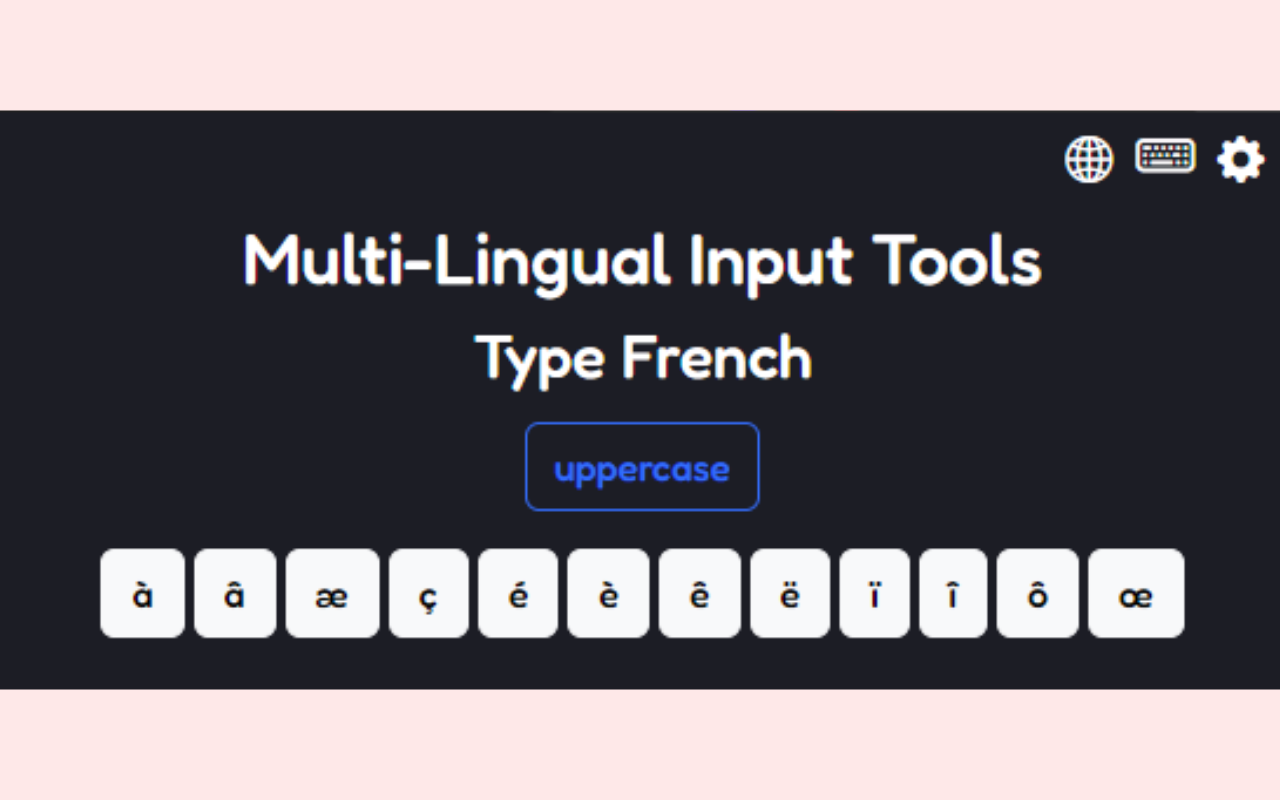 Multi-Lingual Input Tools
Type French
uppercase
à â æ ç é è ê ë ï î ô œ